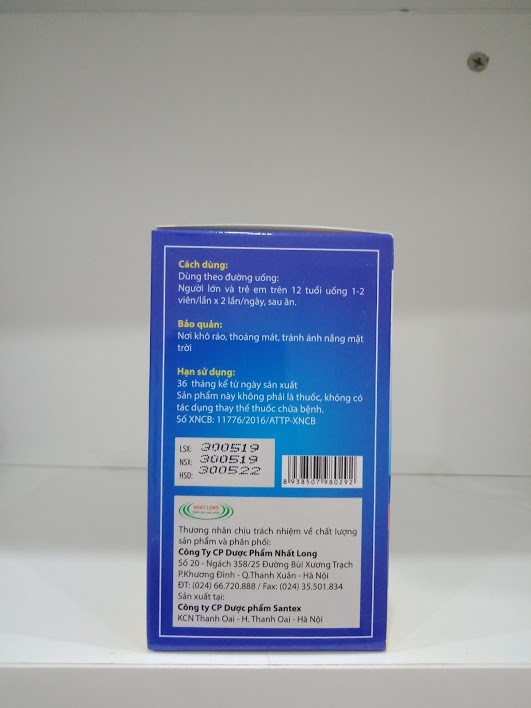 Cách dùng:
Dùng theo đường uống:
Người lớn và trẻ em trên 12 tuổi uống 1-2
viên/lần x 2 lần/ngày, sau ăn.
Bảo quản:
Nơi khô ráo, thoáng mát, tránh ánh nắng mặt
trời
Hạn sử dụng:
36 tháng kể từ ngày sản xuất
Sản phẩm này không phải là thuốc, không có
tác dụng thay thế thuốc chữa bệnh.
Số XNCB: 11776/2016/ATTP-XNCB
LSX: 300519
NSX: 300519
HSD: 300522
8 938507 980292
NHAT LONG
Thương nhân chịu trách nhiệm về chất lượng
sản phẩm và phân phối:
Công Ty CP Dược Phẩm Nhất Long
Số 20 - Ngách 358/25 Đường Bùi Xương Trạch
P.Khương Đình - Q.Thanh Xuân - Hà Nội
ĐT: (024) 66.720.888 / Fax: (024) 35.501.834
Sản xuất tại:
Công ty CP Dược phẩm Santex
KCN Thanh Oai - H. Thanh Oai - Hà Nội